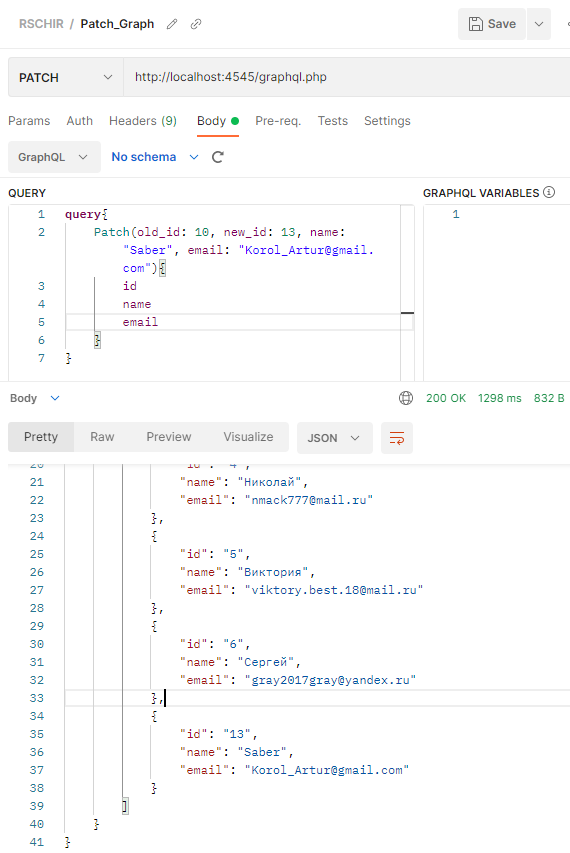 RSCHIR / Patch_Graph Save
PATCH http://localhost:4545/graphql.php
Params Auth Headers (9) Body Pre-req. Tests Settings
GraphQL No schema
QUERY GRAPHQL VARIABLES
1 query{ 1
2 Patch(old_id: 10, new_id: 13, name:
"Saber", email: "Korol_Artur@gmail.
com"){
3 id
4 name
5 email
6 }
7 }
Body 200 OK 1298 ms 832 B
Pretty Raw Preview Visualize JSON
20 "id": "4",
21 "name": "Николай",
22 "email": "nmack777@mail.ru"
23 },
24 {
25 "id": "5",
26 "name": "Виктория",
27 "email": "viktory.best.18@mail.ru"
28 },
29 {
30 "id": "6",
31 "name": "Сергей",
32 "email": "gray2017gray@yandex.ru"
33 },
34 {
35 "id": "13",
36 "name": "Saber",
37 "email": "Korol_Artur@gmail.com"
38 }
39 ]
40 }
41 }